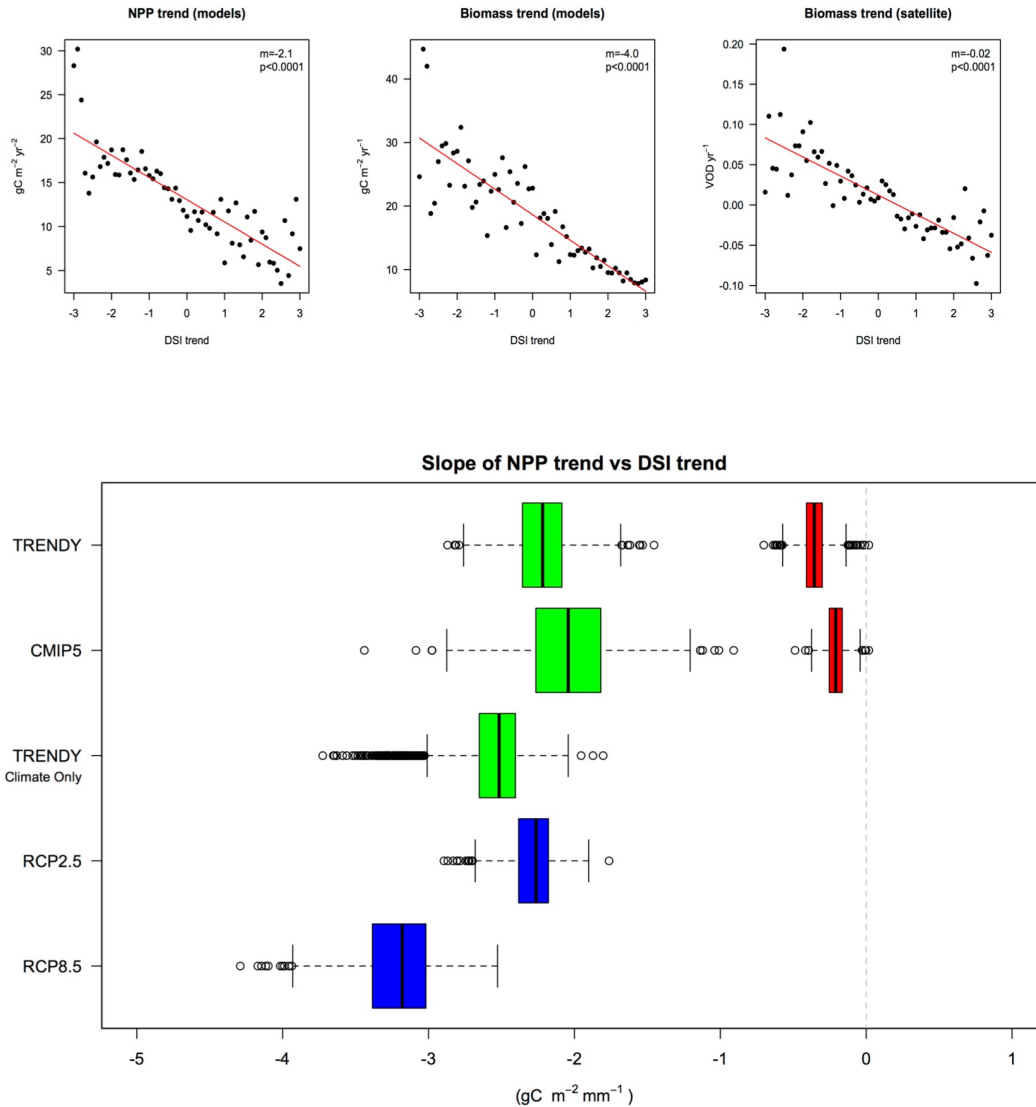 NPP trend (models)
Biomass trend (models)
Biomass trend (satellite)
m=-2.1
p<0.0001
30
25
20
15
10
5
gC m⁻² yr⁻²
-3 -2 -1 0 1 2 3
DSI trend
m=-4.0
p<0.0001
40
30
20
10
gC m⁻² yr⁻¹
-3 -2 -1 0 1 2 3
DSI trend
m=-0.02
p<0.0001
0.20
0.15
0.10
0.05
0.00
-0.05
-0.10
VOD yr⁻¹
-3 -2 -1 0 1 2 3
DSI trend
Slope of NPP trend vs DSI trend
TRENDY
CMIP5
TRENDY
Climate Only
RCP2.5
RCP8.5
-5 -4 -3 -2 -1 0 1
(gC m⁻² mm⁻¹ )